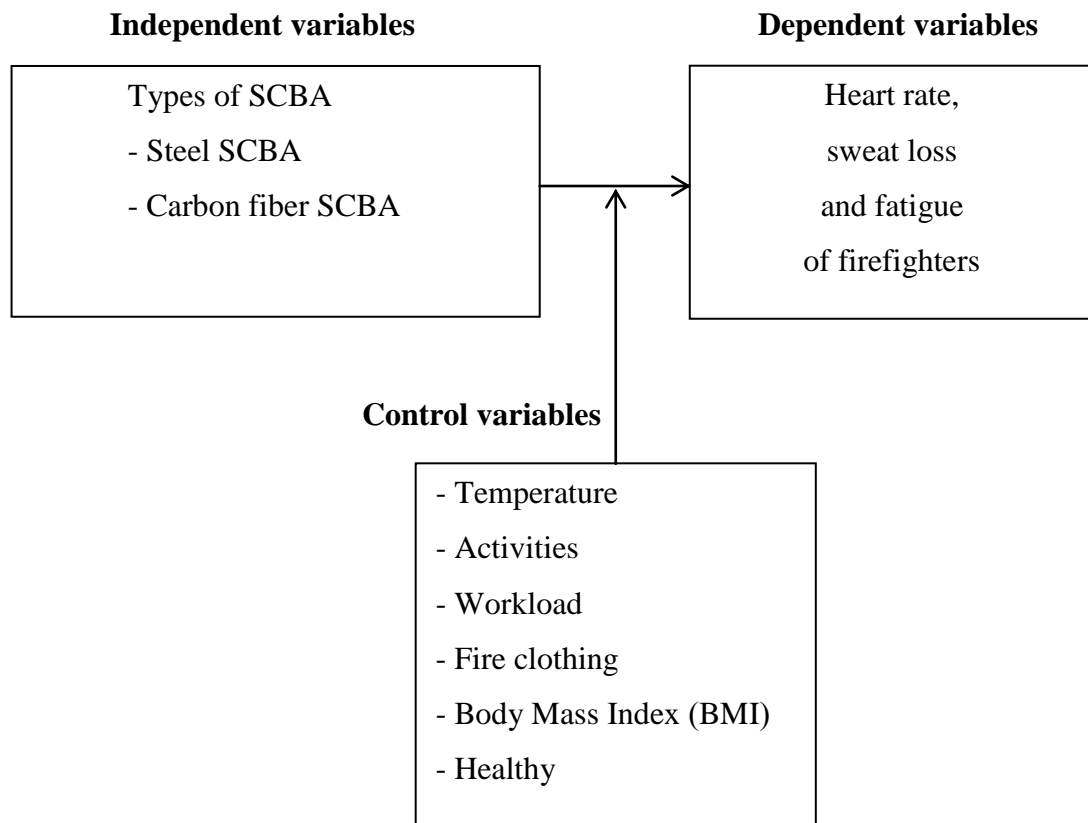 Independent variables
Types of SCBA
- Steel SCBA
- Carbon fiber SCBA
Dependent variables
Heart rate,
sweat loss
and fatigue
of firefighters
Control variables
- Temperature
- Activities
- Workload
- Fire clothing
- Body Mass Index (BMI)
- Healthy